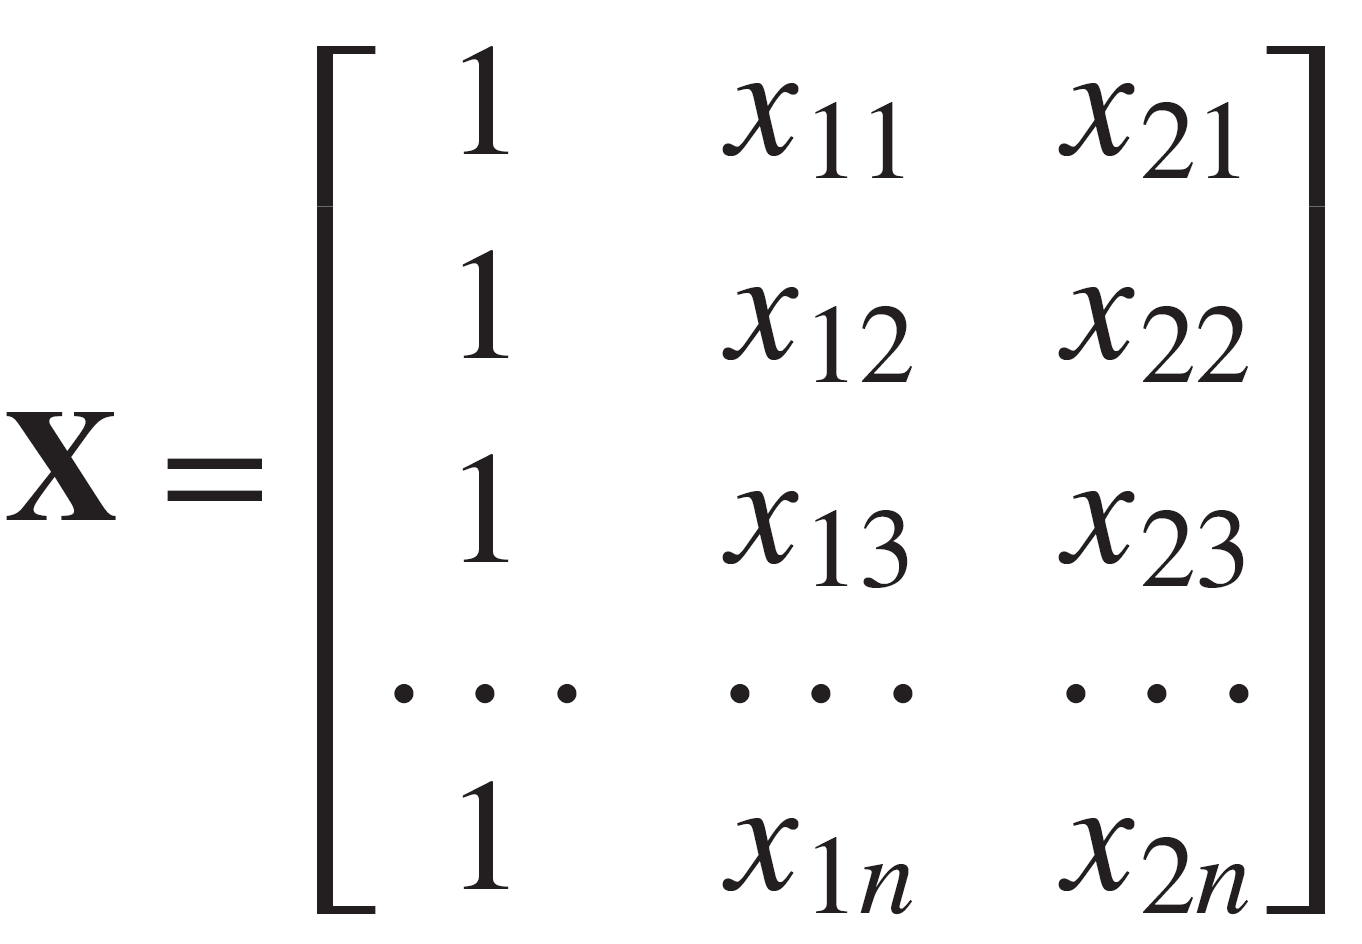 1 x11 x21
1 x12 x22
X = 1 x13 x23
... ... ...
1 x1n x2n